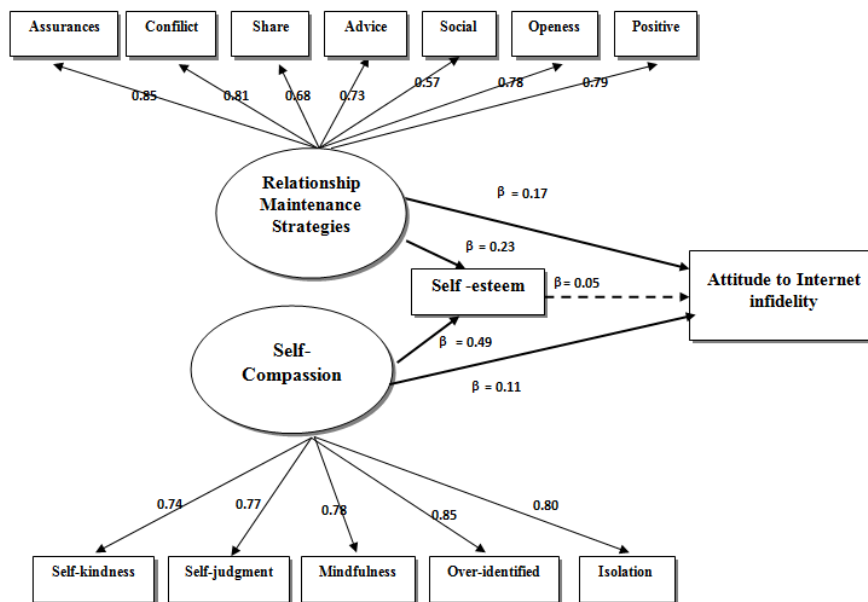 Assurances Confilict Share Advice Social Openess Positive
0.85 0.81 0.68 0.73 0.57 0.78 0.79
Relationship
Maintenance
Strategies
β = 0.17
β = 0.23
Self -esteem
β = 0.05
Attitude to Internet
infidelity
β = 0.49
Self-
Compassion
β = 0.11
0.74 0.77 0.78 0.85 0.80
Self-kindness Self-judgment Mindfulness Over-identified Isolation